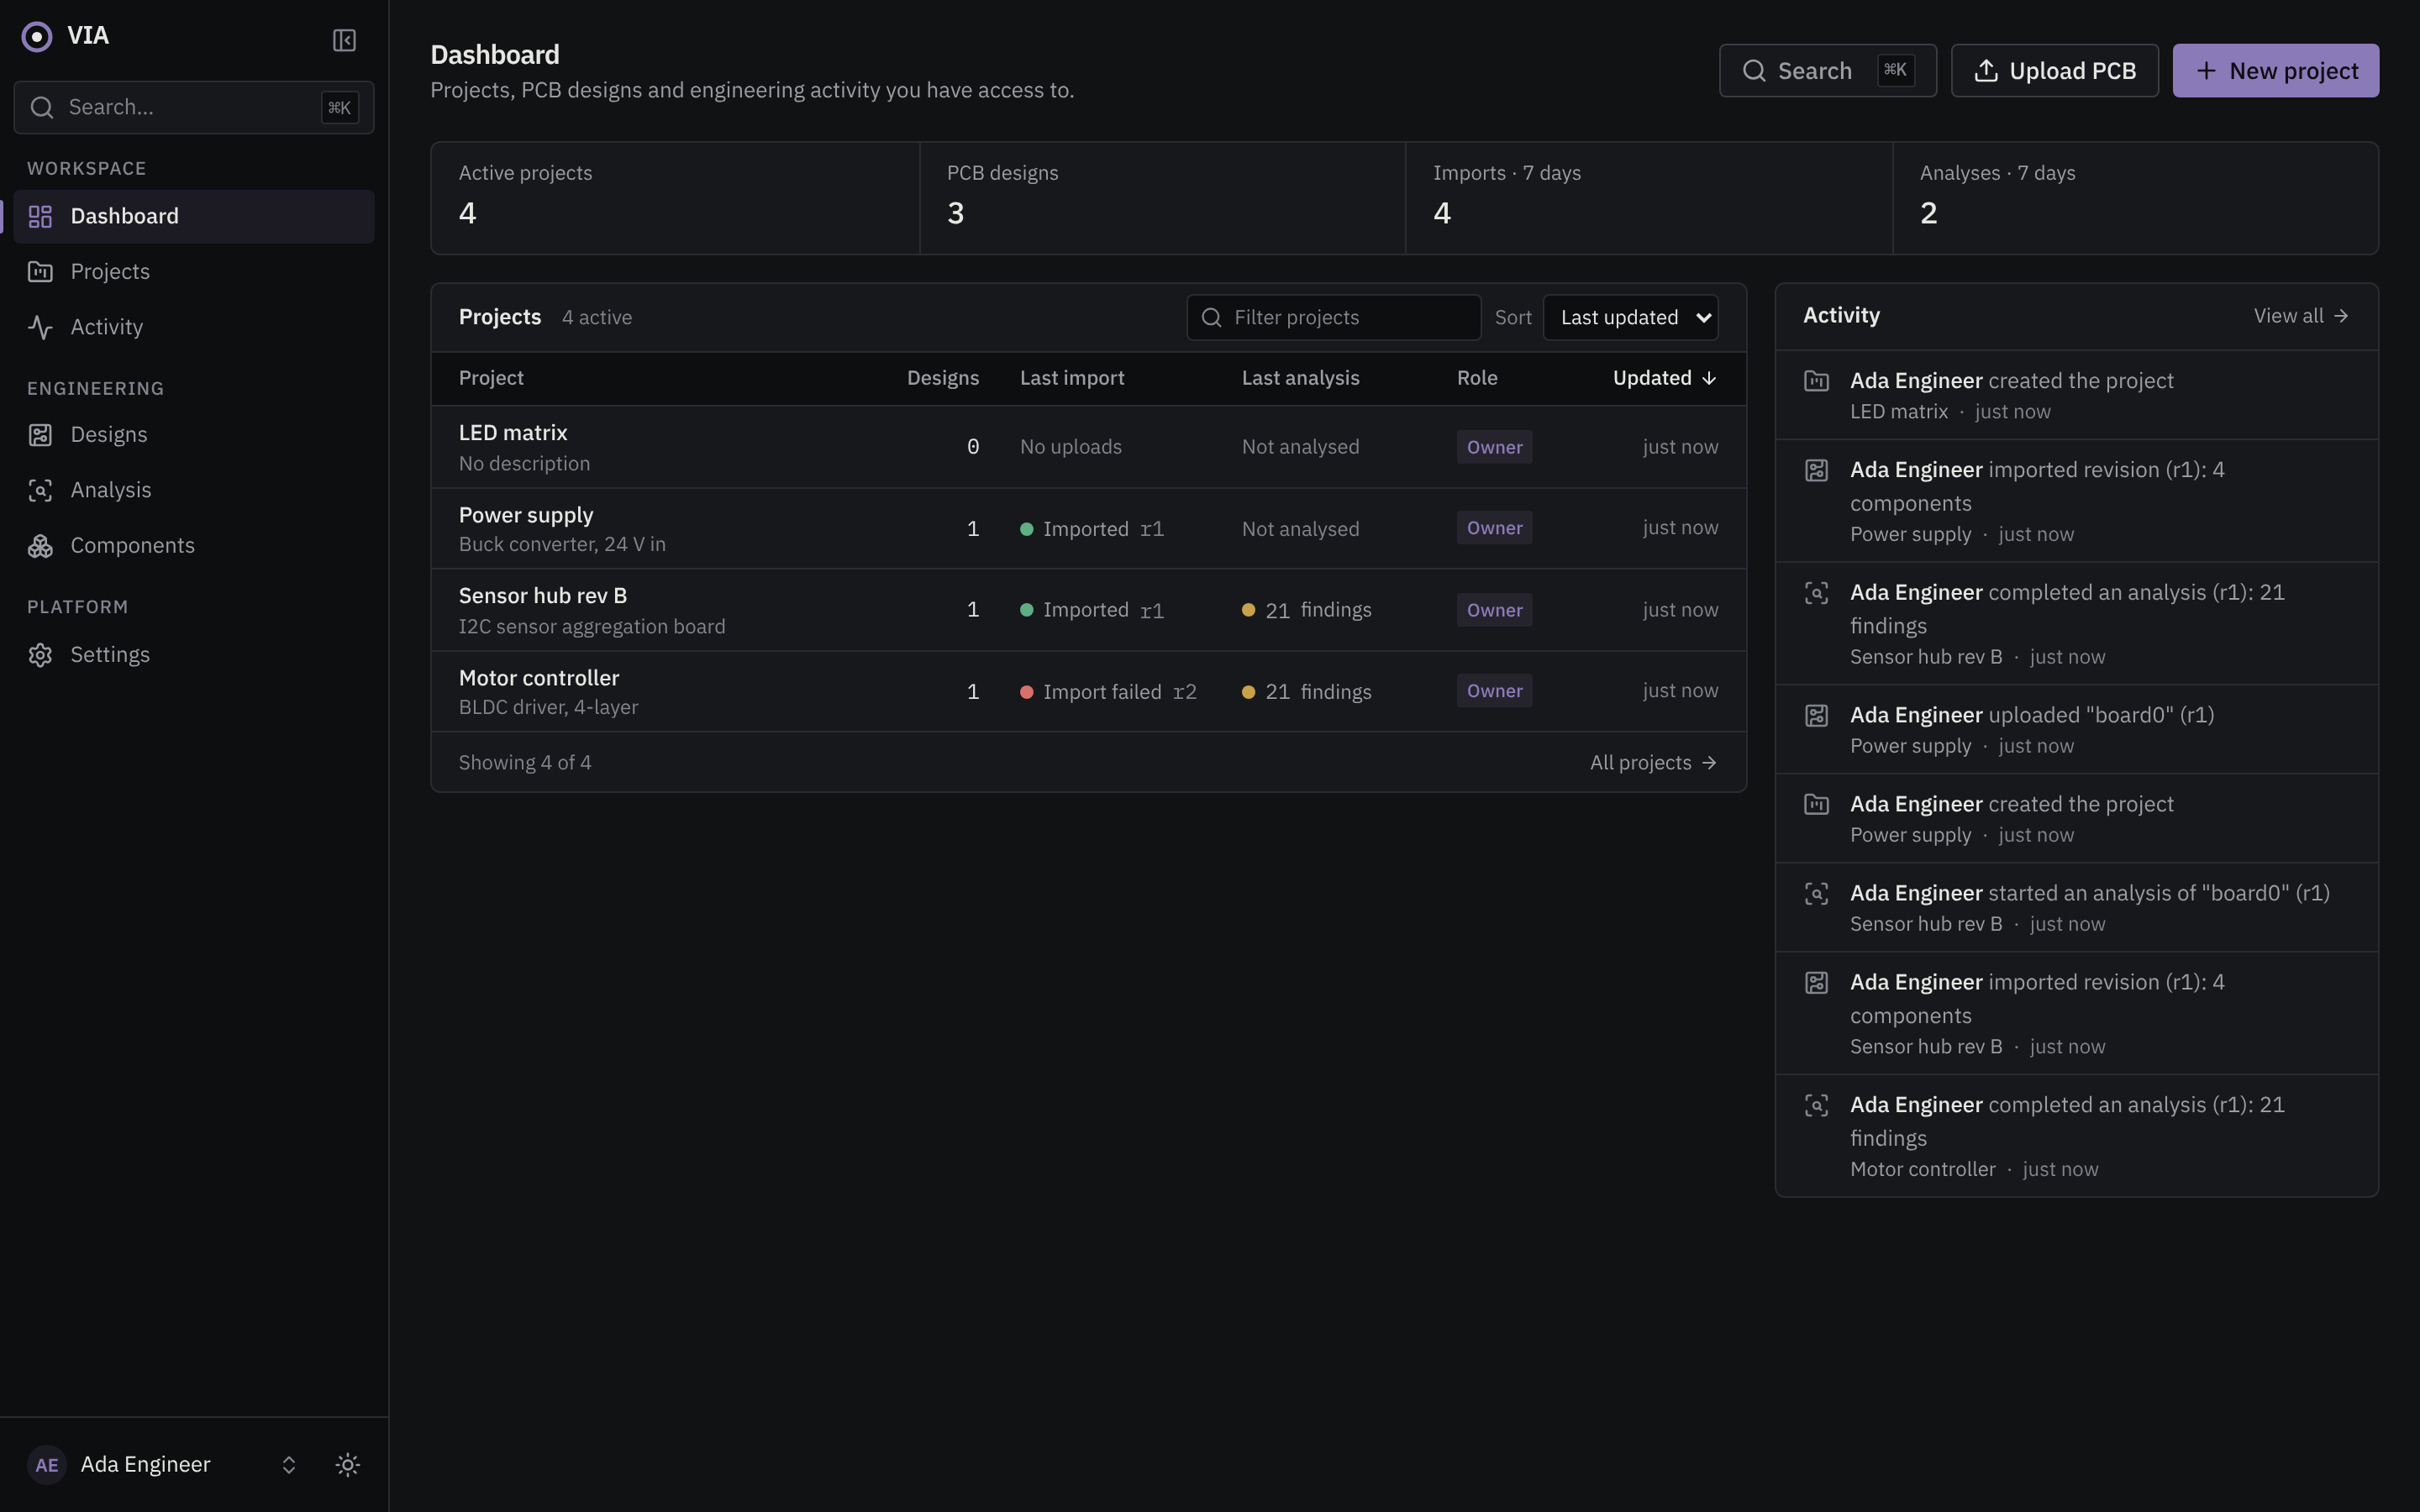 VIA
Search...
⌘K
WORKSPACE
Dashboard
Projects
Activity
ENGINEERING
Designs
Analysis
Components
PLATFORM
Settings
AE
Ada Engineer
Dashboard
Projects, PCB designs and engineering activity you have access to.
Search ⌘K
Upload PCB
New project
Active projects
4
PCB designs
3
Imports · 7 days
4
Analyses · 7 days
2
Projects 4 active
Filter projects
Sort
Last updated
Project Designs Last import Last analysis Role Updated ↓
LED matrix
No description
0 No uploads Not analysed Owner just now
Power supply
Buck converter, 24 V in
1 Imported r1 Not analysed Owner just now
Sensor hub rev B
I2C sensor aggregation board
1 Imported r1 21 findings Owner just now
Motor controller
BLDC driver, 4-layer
1 Import failed r2 21 findings Owner just now
Showing 4 of 4
All projects →
Activity
View all →
Ada Engineer created the project
LED matrix · just now
Ada Engineer imported revision (r1): 4
components
Power supply · just now
Ada Engineer completed an analysis (r1): 21
findings
Sensor hub rev B · just now
Ada Engineer uploaded "board0" (r1)
Power supply · just now
Ada Engineer created the project
Power supply · just now
Ada Engineer started an analysis of "board0" (r1)
Sensor hub rev B · just now
Ada Engineer imported revision (r1): 4
components
Sensor hub rev B · just now
Ada Engineer completed an analysis (r1): 21
findings
Motor controller · just now